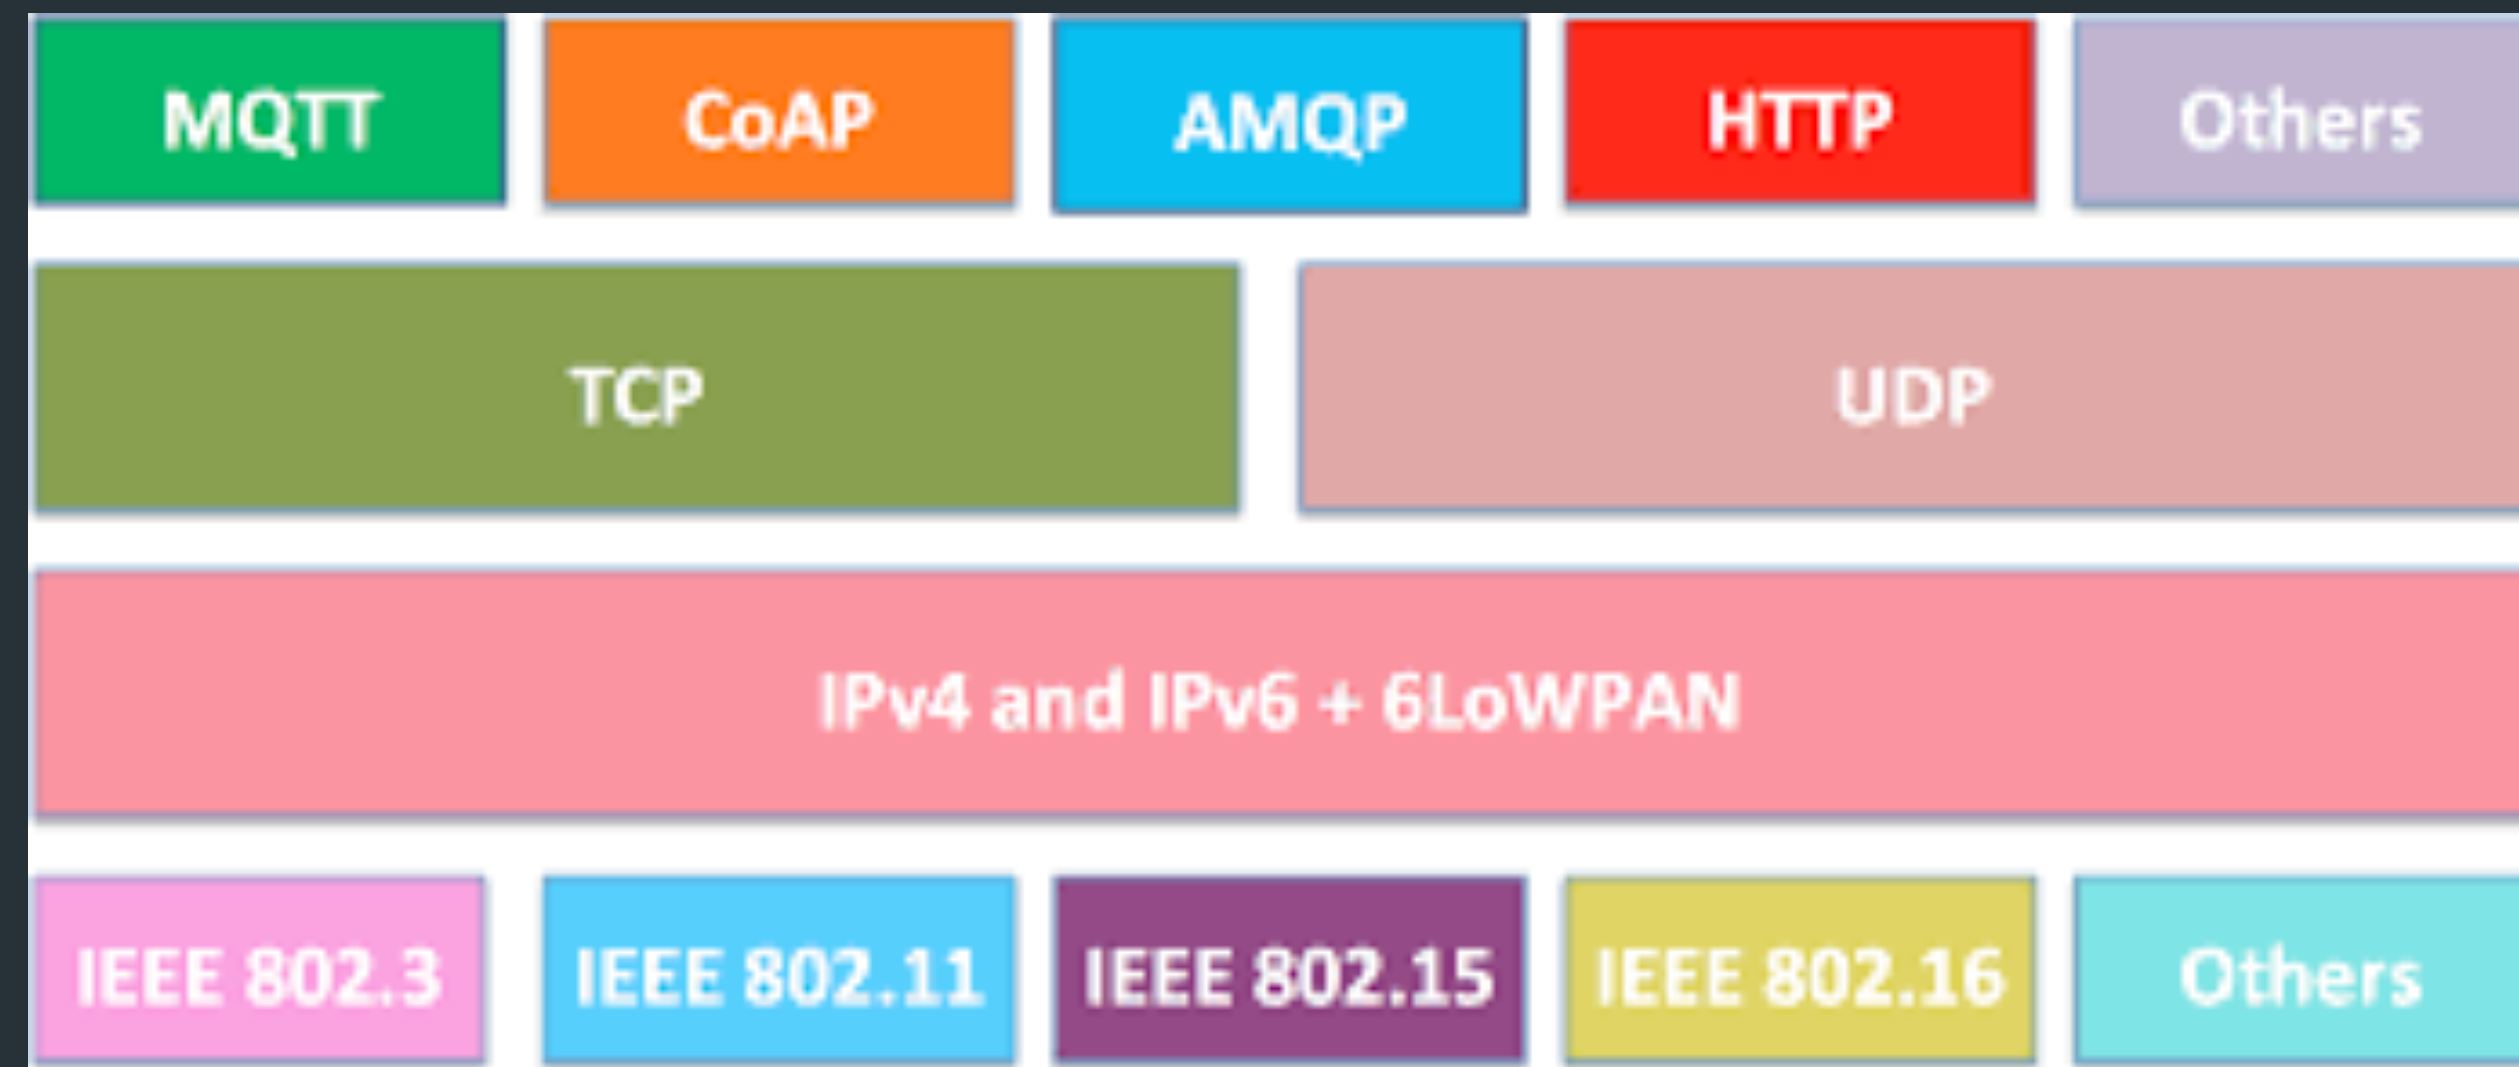 MQTT CoAP AMQP HTTP Others
TCP UDP
IPv4 and IPv6 + 6LoWPAN
IEEE 802.3 IEEE 802.11 IEEE 802.15 IEEE 802.16 Others